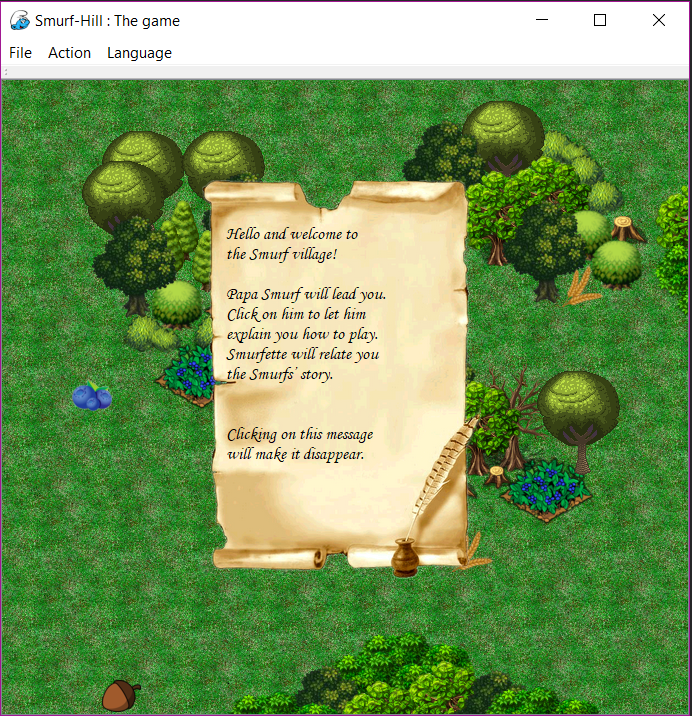 Smurf-Hill : The game
File Action Language
Hello and welcome to
the Smurf village!
Papa Smurf will lead you.
Click on him to let him
explain you how to play.
Smurfette will relate you
the Smurfs' story.
Clicking on this message
will make it disappear.